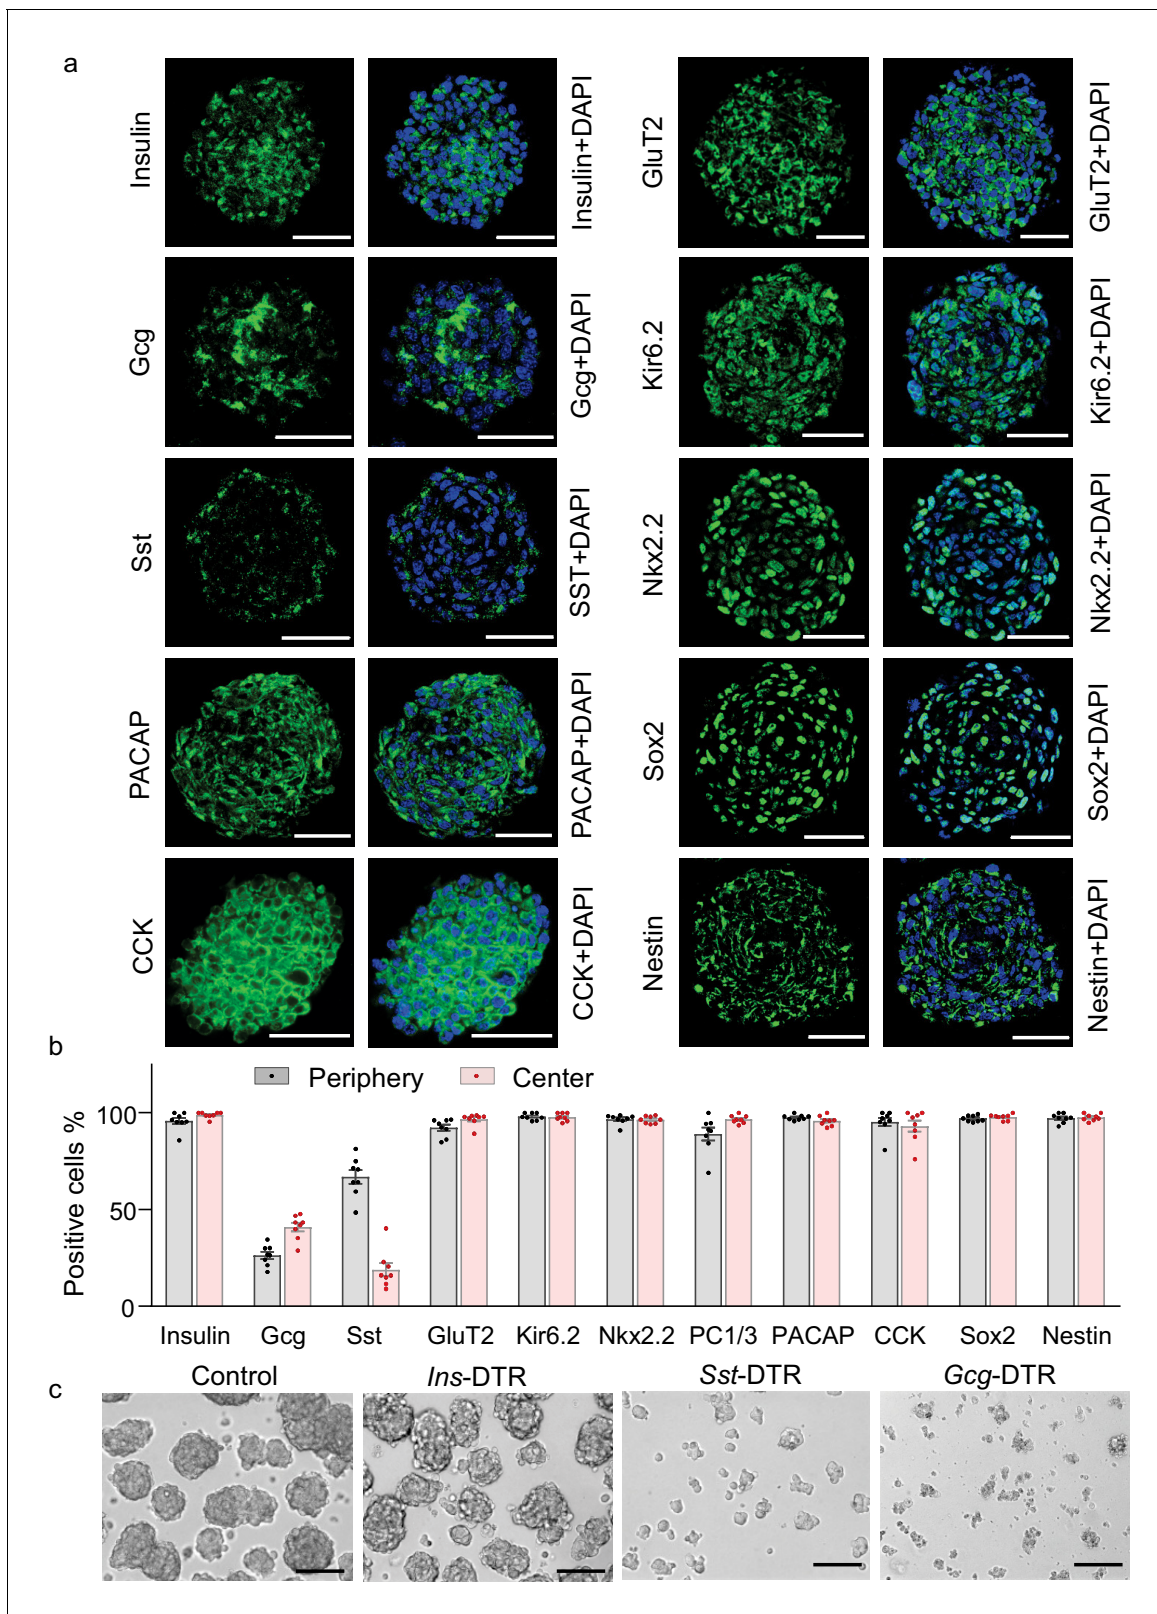 a
Insulin
Insulin+DAPI
GluT2
GluT2+DAPI
Gcg
Gcg+DAPI
Kir6.2
Kir6.2+DAPI
Sst
SST+DAPI
Nkx2.2
Nkx2.2+DAPI
PACAP
PACAP+DAPI
Sox2
Sox2+DAPI
CCK
CCK+DAPI
Nestin
Nestin+DAPI
b
Periphery Center
Positive cells %
100
50
0
Insulin Gcg Sst GluT2 Kir6.2 Nkx2.2 PC1/3 PACAP CCK Sox2 Nestin
c
Control Ins-DTR Sst-DTR Gcg-DTR